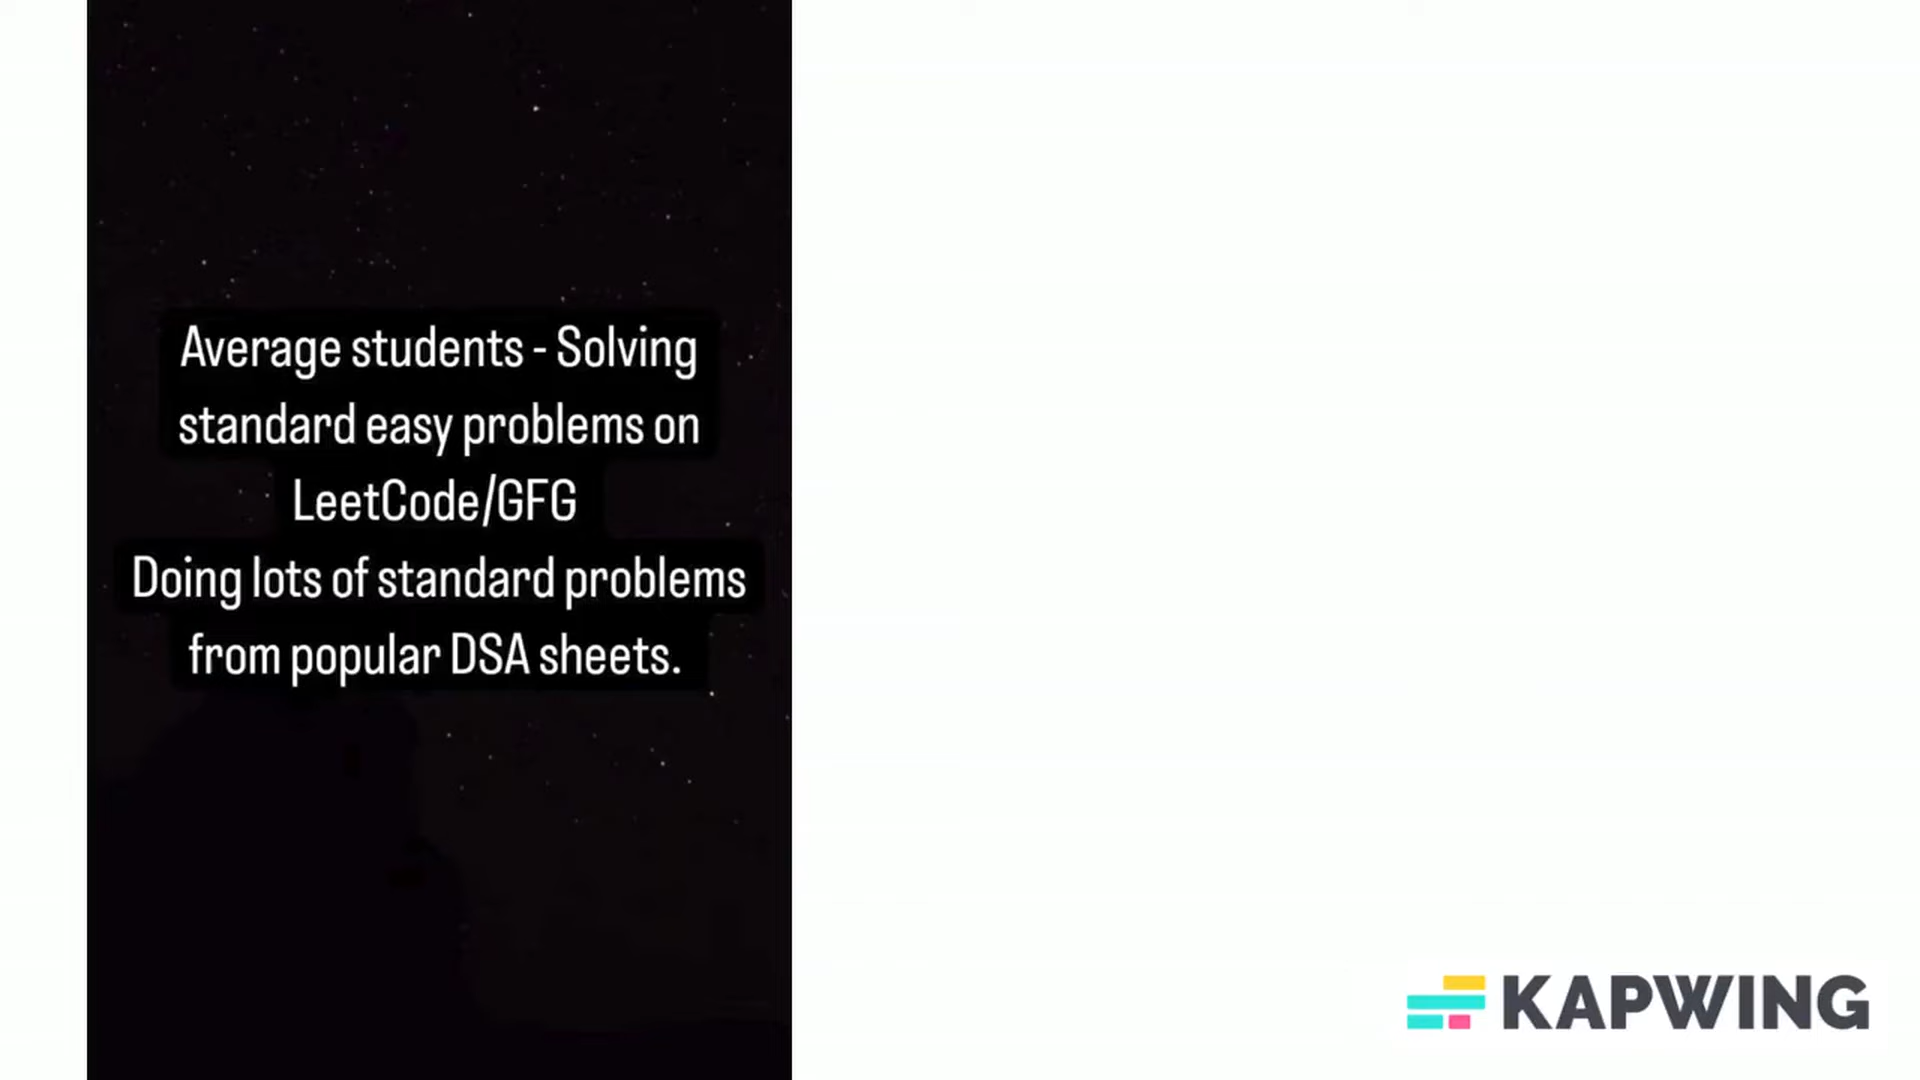 Average students - Solving
standard easy problems on
LeetCode/GFG
Doing lots of standard problems
from popular DSA sheets.
KAPWING